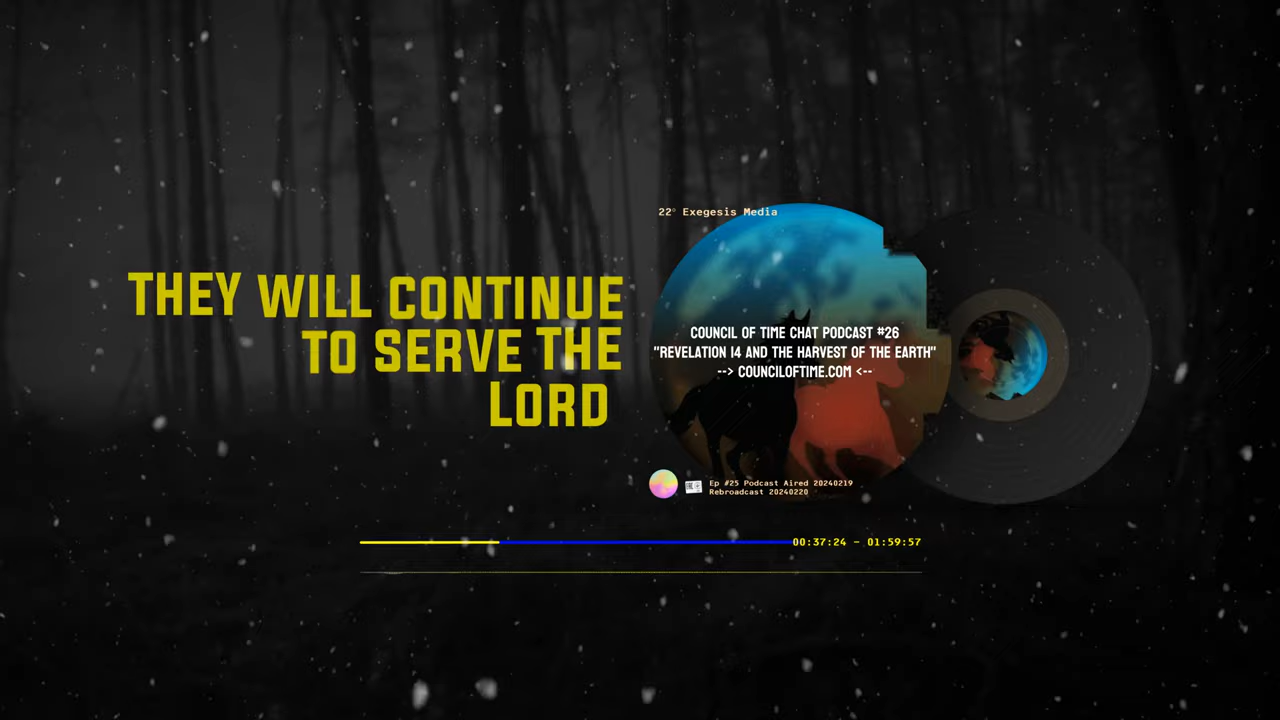 22° Exegesis Media
THEY WILL CONTINUE
TO SERVE THE
LORD
COUNCIL OF TIME CHAT PODCAST #26
"REVELATION 14 AND THE HARVEST OF THE EARTH"
--> COUNCILOFTIME.COM <--
Ep #25 Podcast Aired 20240219
Rebroadcast 20240220
00:37:24 - 01:59:57